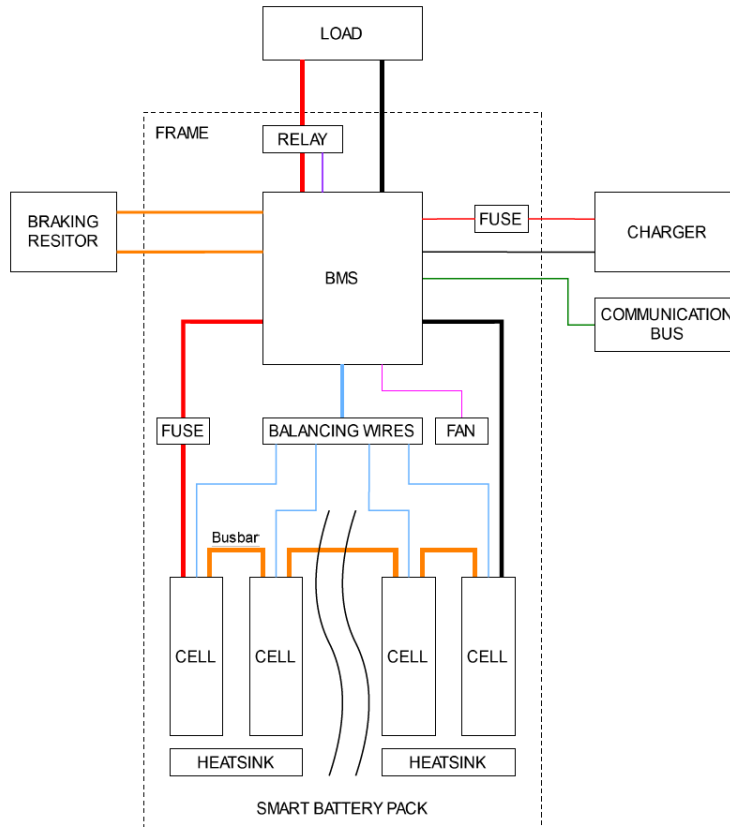 LOAD
FRAME
RELAY
BRAKING
RESITOR
FUSE
CHARGER
BMS
COMMUNICATION
BUS
FUSE
BALANCING WIRES
FAN
Busbar
CELL
CELL
CELL
CELL
HEATSINK
HEATSINK
SMART BATTERY PACK